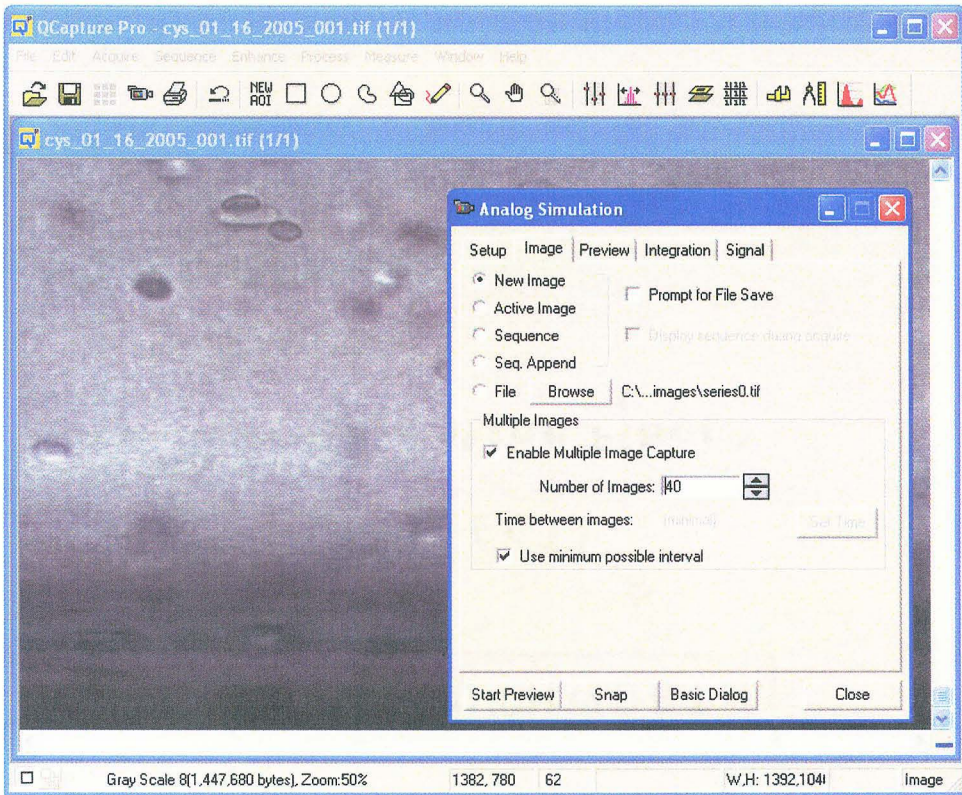 QCapture Pro - cys_01_16_2005_001.tif (1/1)
File Edit Acquire Sequence Enhance Process Measure Window Help
NEW
AOI
cys_01_16_2005_001.tif (1/1)
Analog Simulation
Setup Image Preview Integration Signal
New Image
Prompt for File Save
Active Image
Sequence
Display sequence during acquire
Seq. Append
File Browse C:\...images\series0.tif
Multiple Images
Enable Multiple Image Capture
Number of Images: 40
Time between images: (minimal) Set Time
Use minimum possible interval
Start Preview Snap Basic Dialog Close
Gray Scale 8(1,447,680 bytes), Zoom:50% 1382, 780 62 W,H: 1392,104 Image